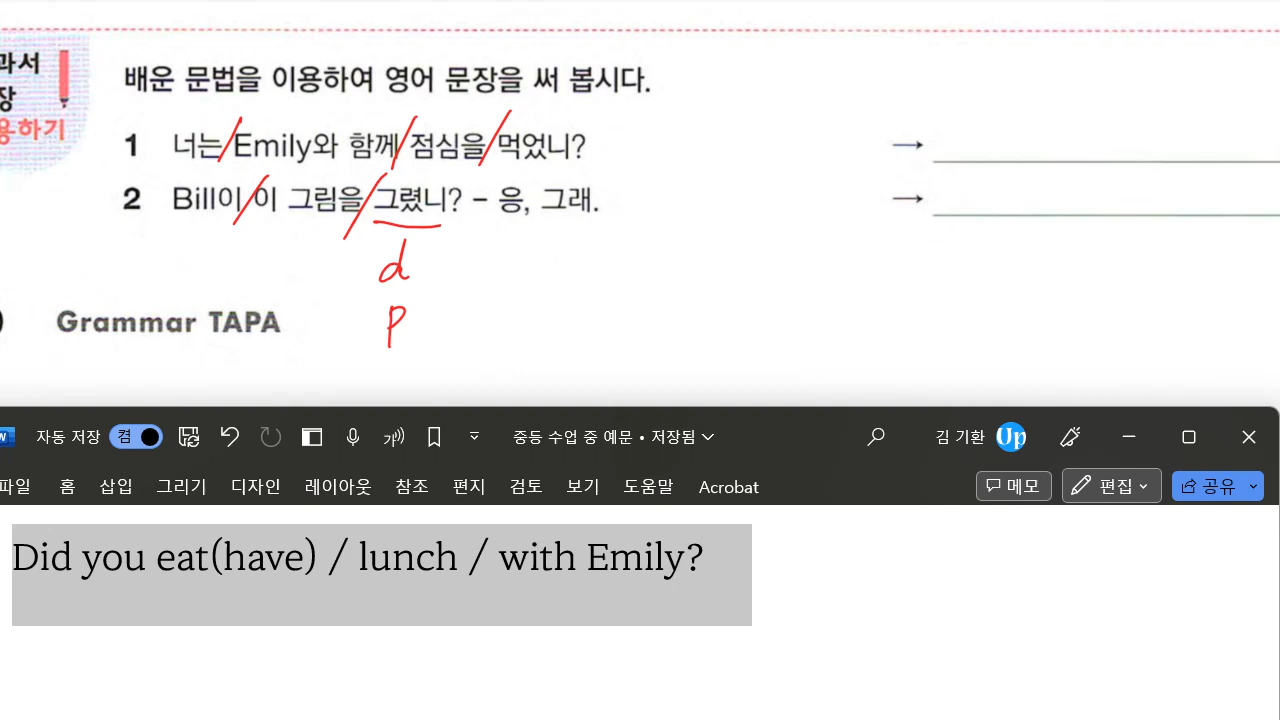 과서
장
용하기
배운 문법을 이용하여 영어 문장을 써 봅시다.
1 너는 Emily와 함께 점심을 먹었니? →
2 Bill이 이 그림을 그렸니? – 응, 그래. →
d
p
Grammar TAPA
자동 저장 켬 가 중등 수업 중 예문 • 저장됨 김 기환 Up
파일 홈 삽입 그리기 디자인 레이아웃 참조 편지 검토 보기 도움말 Acrobat 메모 편집 공유
Did you eat(have) / lunch / with Emily?